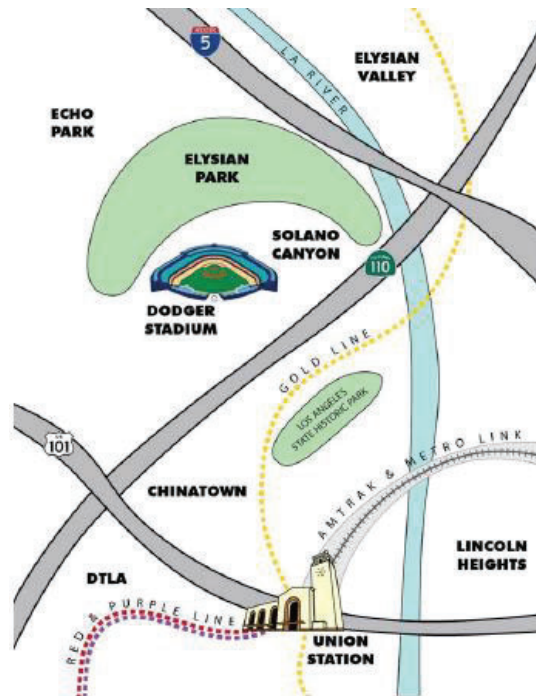 INTERSTATE
5
LA RIVER
ELYSIAN
VALLEY
ECHO
PARK
ELYSIAN
PARK
SOLANO
CANYON
110
DODGER
STADIUM
GOLD LINE
LOS ANGELES
STATE HISTORIC PARK
101
AMTRAK & METRO LINK
CHINATOWN
LINCOLN
HEIGHTS
DTLA
RED & PURPLE LINE
UNION
STATION